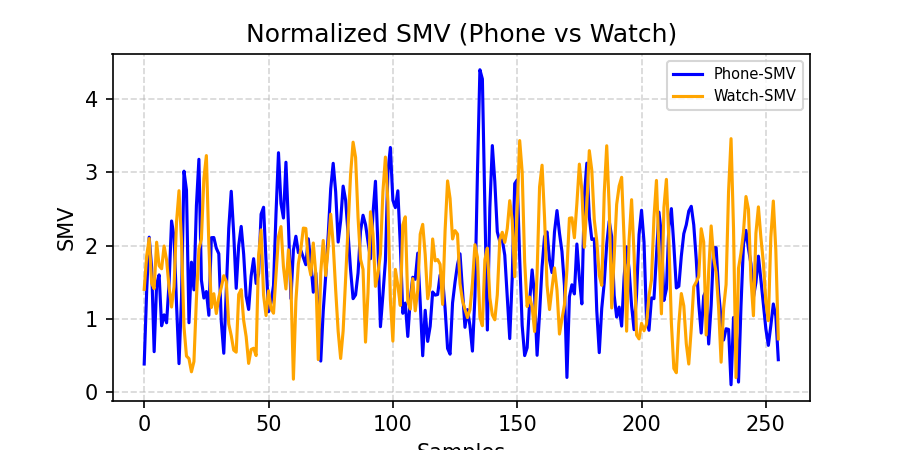 Normalized SMV (Phone vs Watch)
Phone-SMV
Watch-SMV
SMV
4
3
2
1
0
0 50 100 150 200 250
Samples